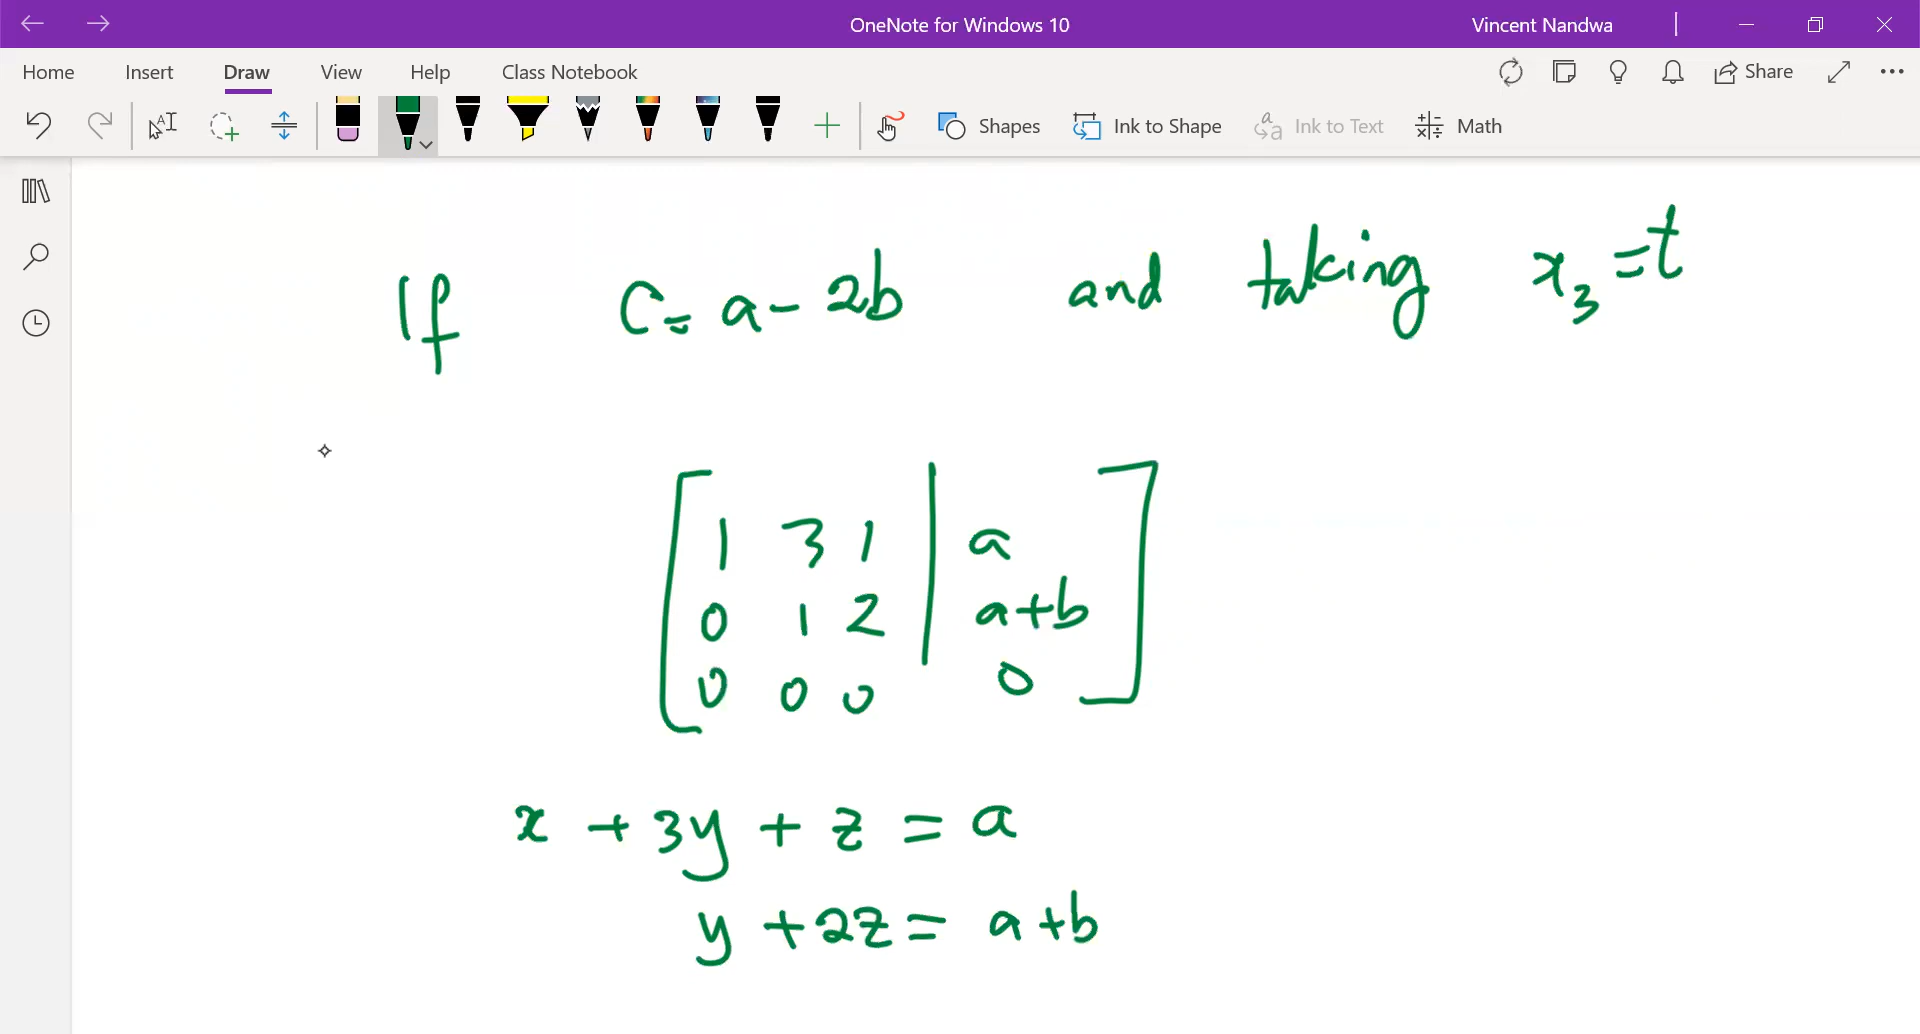 OneNote for Windows 10
Vincent Nandwa
Home Insert Draw View Help Class Notebook Share
Shapes Ink to Shape Ink to Text Math
If C = a - 2b and taking x₃ = t
1 3 1 | a
0 1 2 | a+b
0 0 0 0
x + 3y + z = a
y + 2z = a+b